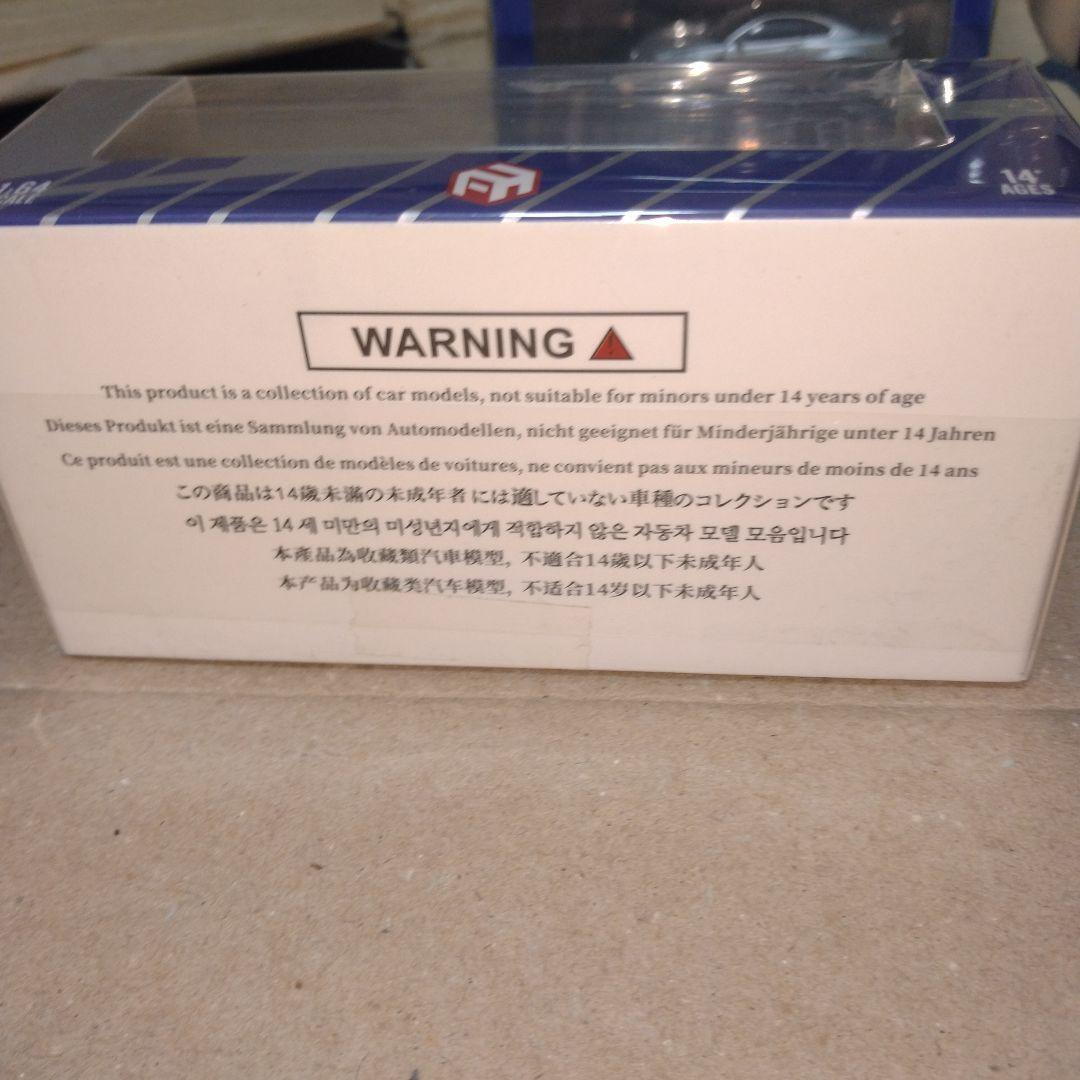 1:64
SCALE
14+
AGES
WARNING
This product is a collection of car models, not suitable for minors under 14 years of age
Dieses Produkt ist eine Sammlung von Automodellen, nicht geeignet für Minderjährige unter 14 Jahren
Ce produit est une collection de modèles de voitures, ne convient pas aux mineurs de moins de 14 ans
この商品は14歳未満の未成年者には適していない車種のコレクションです
이 제품은 14 세 미만의 미성년자에게 적합하지 않은 자동차 모델 모음입니다
本產品為收藏類汽車模型, 不適合14歲以下未成年人
本产品为收藏类汽车模型, 不适合14岁以下未成年人